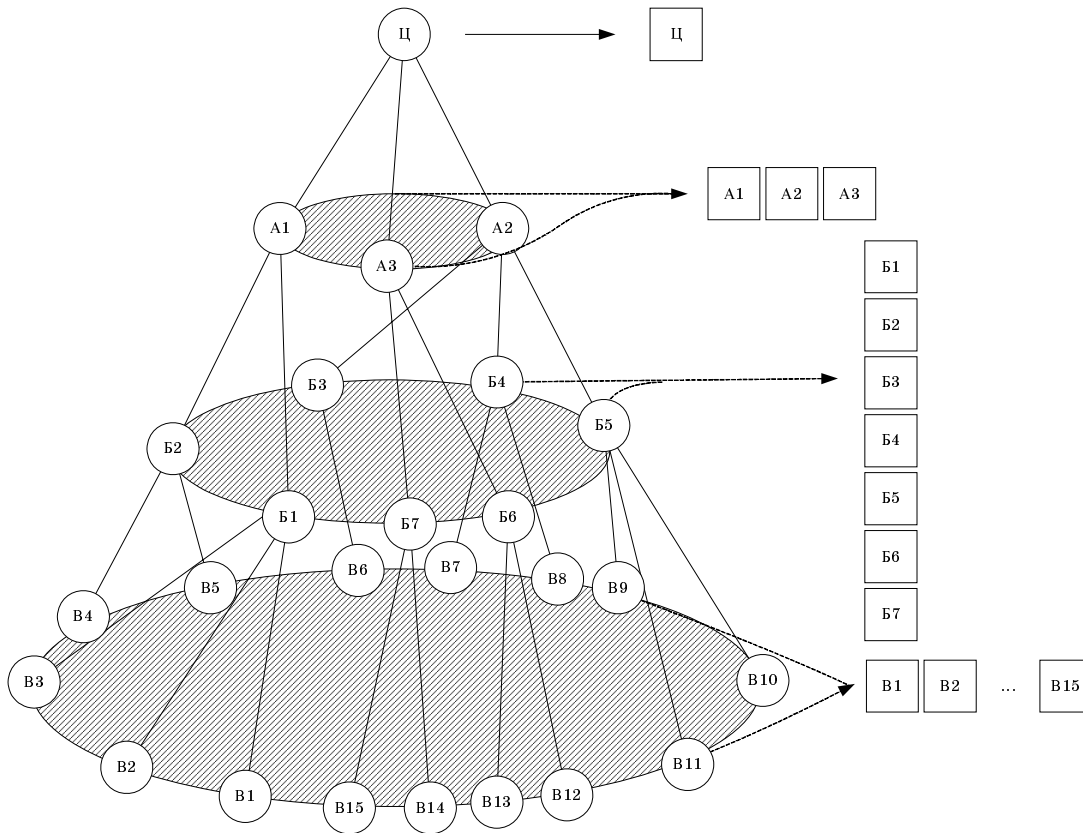 Ц Ц
А1 А2 А3
А1 А2 А3
Б1
Б2
Б3 Б4 Б3
Б5 Б4
Б2 Б5
Б1 Б7 Б6 Б6
В5 В6 В7 В8 В9 Б7
В4
В3 В10 В1 В2 ... В15
В2 В11
В1 В15 В14 В13 В12